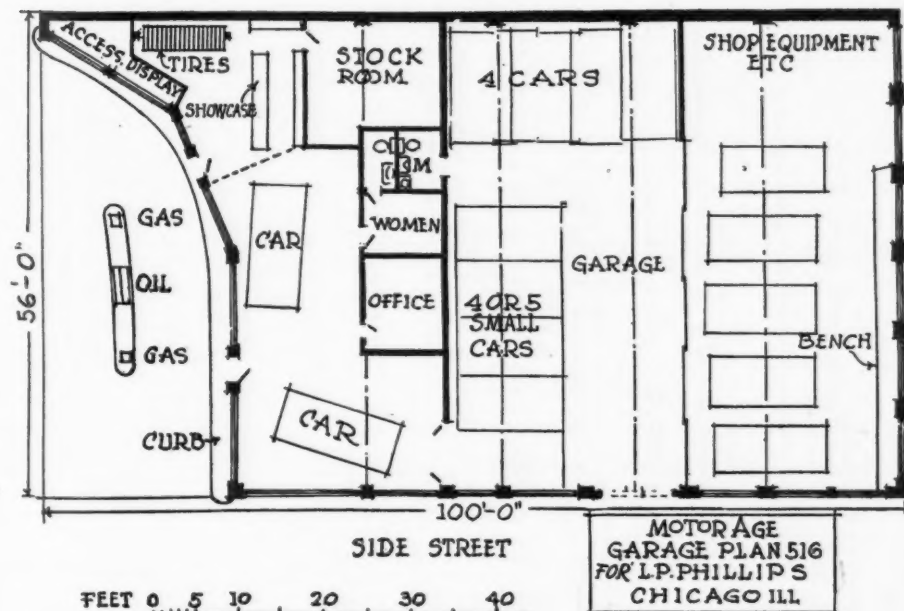 ACCESS. DISPLAY
TIRES
SHOWCASE
STOCK
ROOM
4 CARS
SHOP EQUIPMENT
ETC
M
WOMEN
GAS
OIL
GAS
CAR
OFFICE
GARAGE
4 OR 5
SMALL
CARS
BENCH
CAR
CURB
56'-0"
100'-0"
SIDE STREET
MOTOR AGE
GARAGE PLAN 516
FOR L.P. PHILLIPS
CHICAGO ILL
FEET 0 5 10 20 30 40